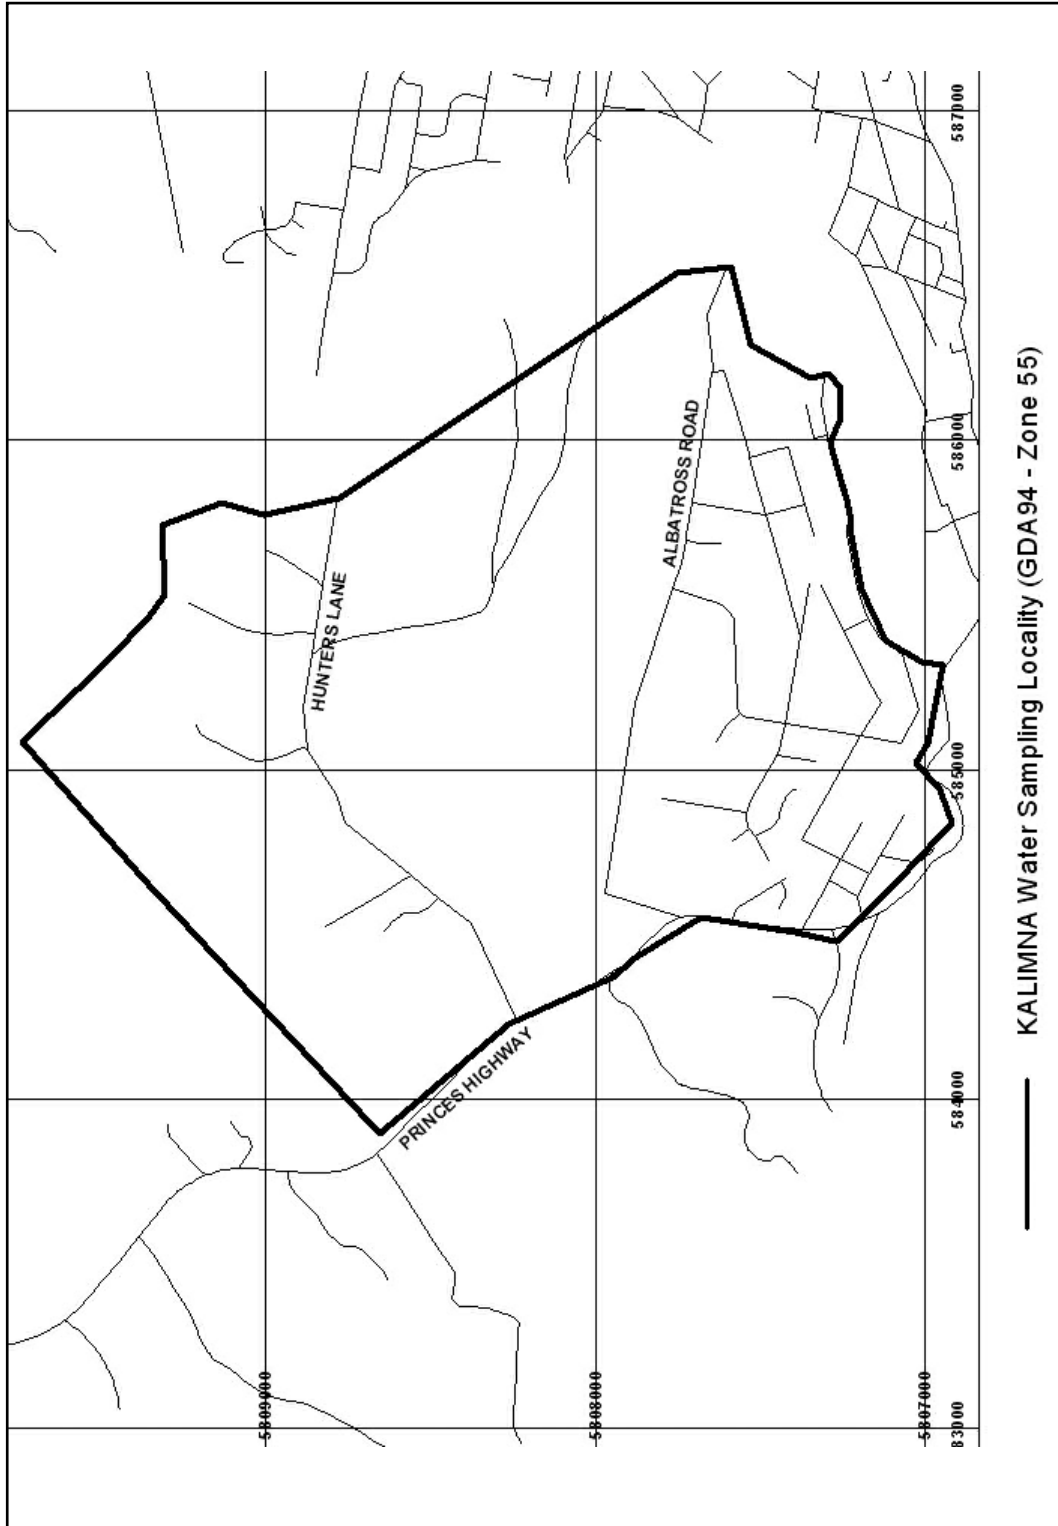 HUNTERS LANE
ALBATROSS ROAD
PRINCES HIGHWAY
5809000
5808000
5807000
583000
584000
585000
586000
587000
KALIMNA Water Sampling Locality (GDA94 - Zone 55)